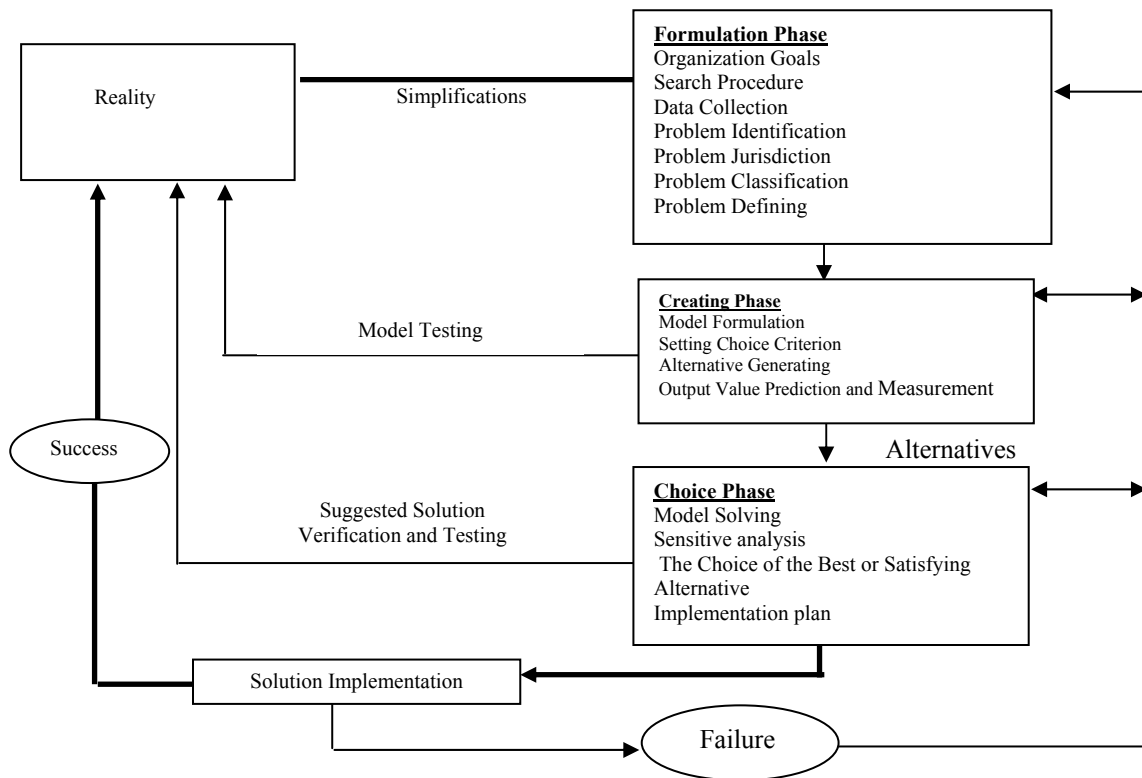 Reality
Simplifications
Formulation Phase
Organization Goals
Search Procedure
Data Collection
Problem Identification
Problem Jurisdiction
Problem Classification
Problem Defining
Creating Phase
Model Formulation
Setting Choice Criterion
Alternative Generating
Output Value Prediction and Measurement
Model Testing
Alternatives
Success
Choice Phase
Model Solving
Sensitive analysis
The Choice of the Best or Satisfying
Alternative
Implementation plan
Suggested Solution
Verification and Testing
Solution Implementation
Failure